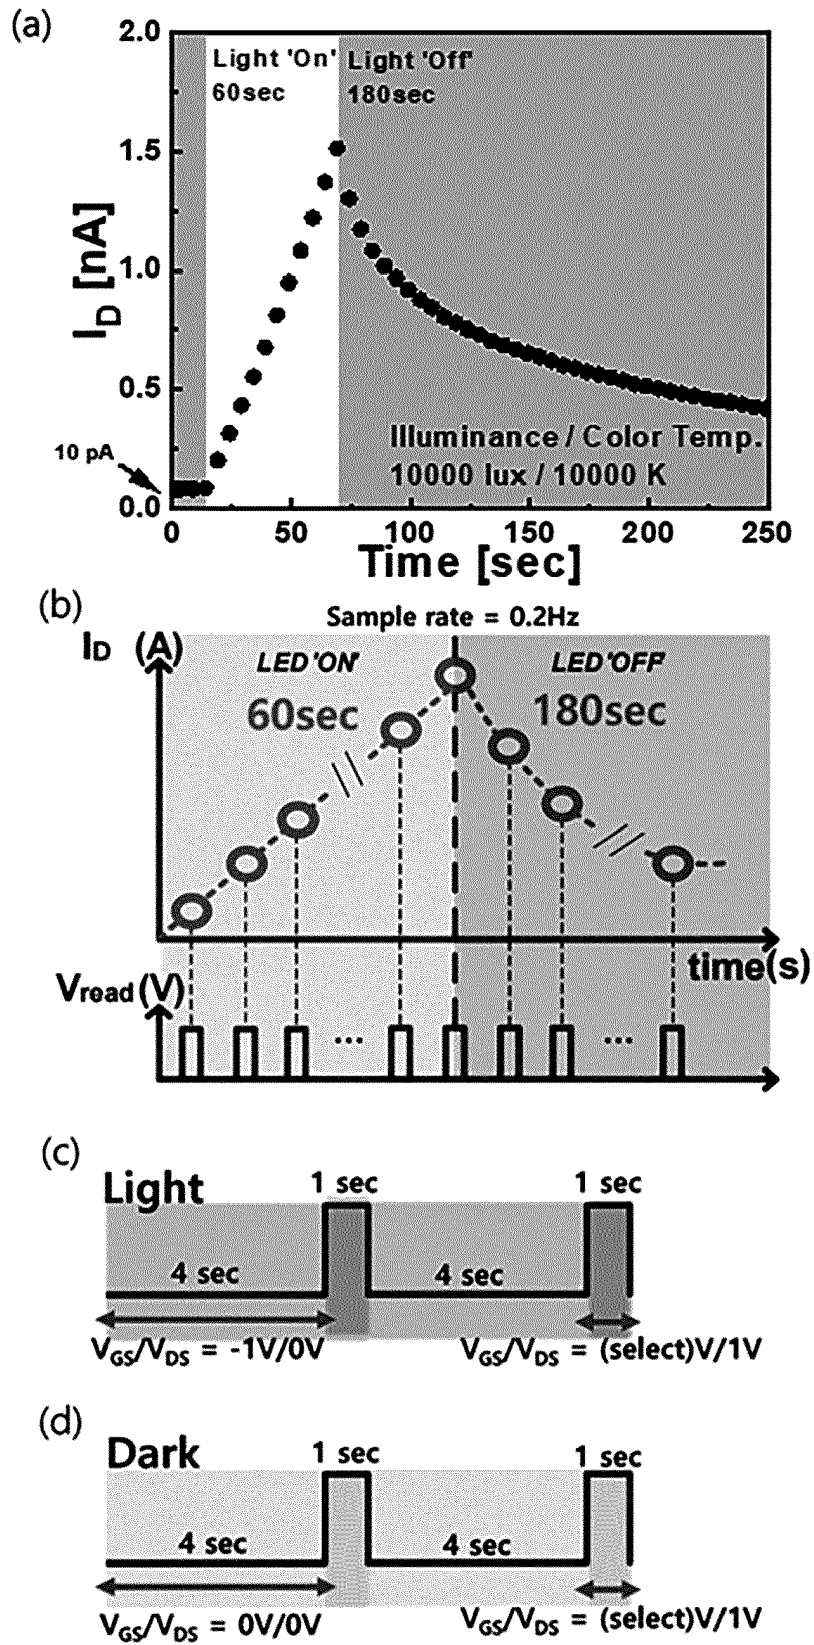 (a)
2.0
Light 'On' Light 'Off'
60sec 180sec
1.5
1.0
0.5
0.0
I_D [nA]
10 pA
Illuminance / Color Temp.
10000 lux / 10000 K
0 50 100 150 200 250
Time [sec]
(b)
Sample rate = 0.2Hz
I_D (A)
LED 'ON' LED 'OFF'
60sec 180sec
time(s)
Vread(V)
... ...
(c)
Light 1 sec 1 sec
4 sec 4 sec
V_GS/V_DS = -1V/0V V_GS/V_DS = (select)V/1V
(d)
Dark 1 sec 1 sec
4 sec 4 sec
V_GS/V_DS = 0V/0V V_GS/V_DS = (select)V/1V